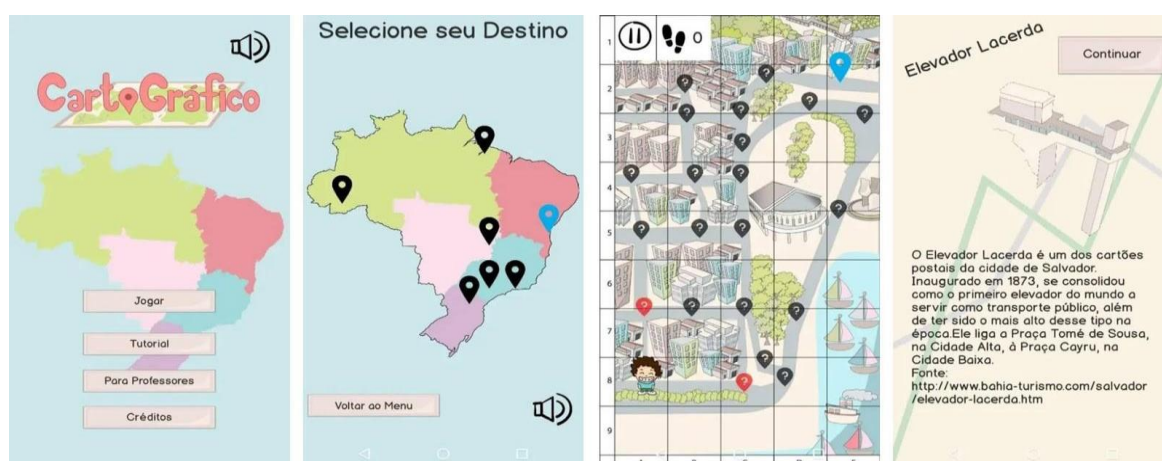 CartoGráfico
Jogar
Tutorial
Para Professores
Créditos
Selecione seu Destino
Voltar ao Menu
0
1
2
3
4
5
6
7
8
9
Elevador Lacerda
Continuar
O Elevador Lacerda é um dos cartões
postais da cidade de Salvador.
Inaugurado em 1873, se consolidou
como o primeiro elevador do mundo a
servir como transporte público, além
de ter sido o mais alto desse tipo na
época.Ele liga a Praça Tomé de Sousa,
na Cidade Alta, à Praça Cayru, na
Cidade Baixa.
Fonte:
http://www.bahia-turismo.com/salvador
/elevador-lacerda.htm